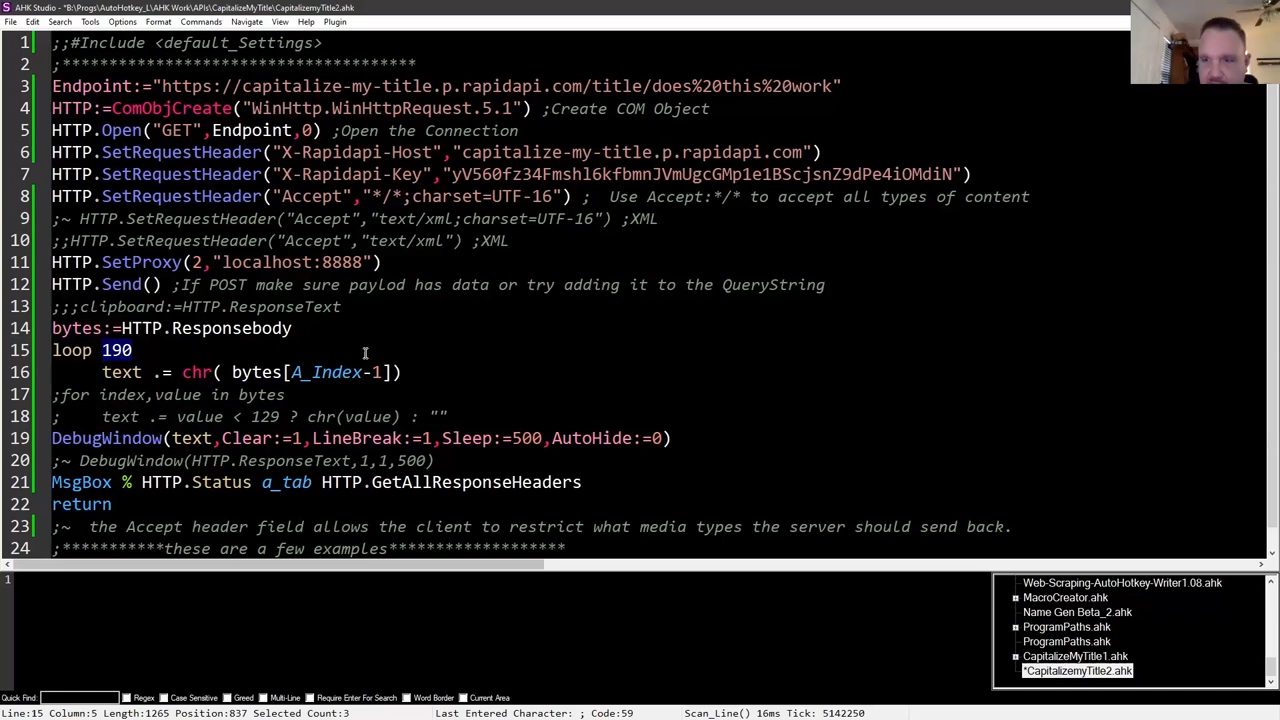 AHK Studio - *B:\Progs\AutoHotkey_L\AHK Work\APIs\CapitalizeMyTitle\CapitalizemyTitle2.ahk
File Edit Search Tools Options Format Commands Navigate View Help Plugin
1 ;;#Include <default_Settings>
2 ;*************************************
3 Endpoint:="https://capitalize-my-title.p.rapidapi.com/title/does%20this%20work"
4 HTTP:=ComObjCreate("WinHttp.WinHttpRequest.5.1") ;Create COM Object
5 HTTP.Open("GET",Endpoint,0) ;Open the Connection
6 HTTP.SetRequestHeader("X-Rapidapi-Host","capitalize-my-title.p.rapidapi.com")
7 HTTP.SetRequestHeader("X-Rapidapi-Key","yV560fz34Fmshl6kfbmnJVmUgcGMp1e1BScjsnZ9dPe4iOMdiN")
8 HTTP.SetRequestHeader("Accept","*/*;charset=UTF-16") ; Use Accept:*/* to accept all types of content
9 ;~ HTTP.SetRequestHeader("Accept","text/xml;charset=UTF-16") ;XML
10 ;;HTTP.SetRequestHeader("Accept","text/xml") ;XML
11 HTTP.SetProxy(2,"localhost:8888")
12 HTTP.Send() ;If POST make sure paylod has data or try adding it to the QueryString
13 ;;;clipboard:=HTTP.ResponseText
14 bytes:=HTTP.Responsebody
15 loop 190
16 text .= chr( bytes[A_Index-1])
17 ;for index,value in bytes
18 ; text .= value < 129 ? chr(value) : ""
19 DebugWindow(text,Clear:=1,LineBreak:=1,Sleep:=500,AutoHide:=0)
20 ;~ DebugWindow(HTTP.ResponseText,1,1,500)
21 MsgBox % HTTP.Status a_tab HTTP.GetAllResponseHeaders
22 return
23 ;~ the Accept header field allows the client to restrict what media types the server should send back.
24 ;***********these are a few examples*******************
1
Web-Scraping-AutoHotkey-Writer1.08.ahk
MacroCreator.ahk
Name Gen Beta_2.ahk
ProgramPaths.ahk
ProgramPaths.ahk
CapitalizeMyTitle1.ahk
*CapitalizemyTitle2.ahk
Quick Find: Regex Case Sensitive Greed Multi-Line Require Enter For Search Word Border Current Area
Line:15 Column:5 Length:1265 Position:837 Selected Count:3 Last Entered Character: ; Code:59 Scan_Line() 16ms Tick: 5142250